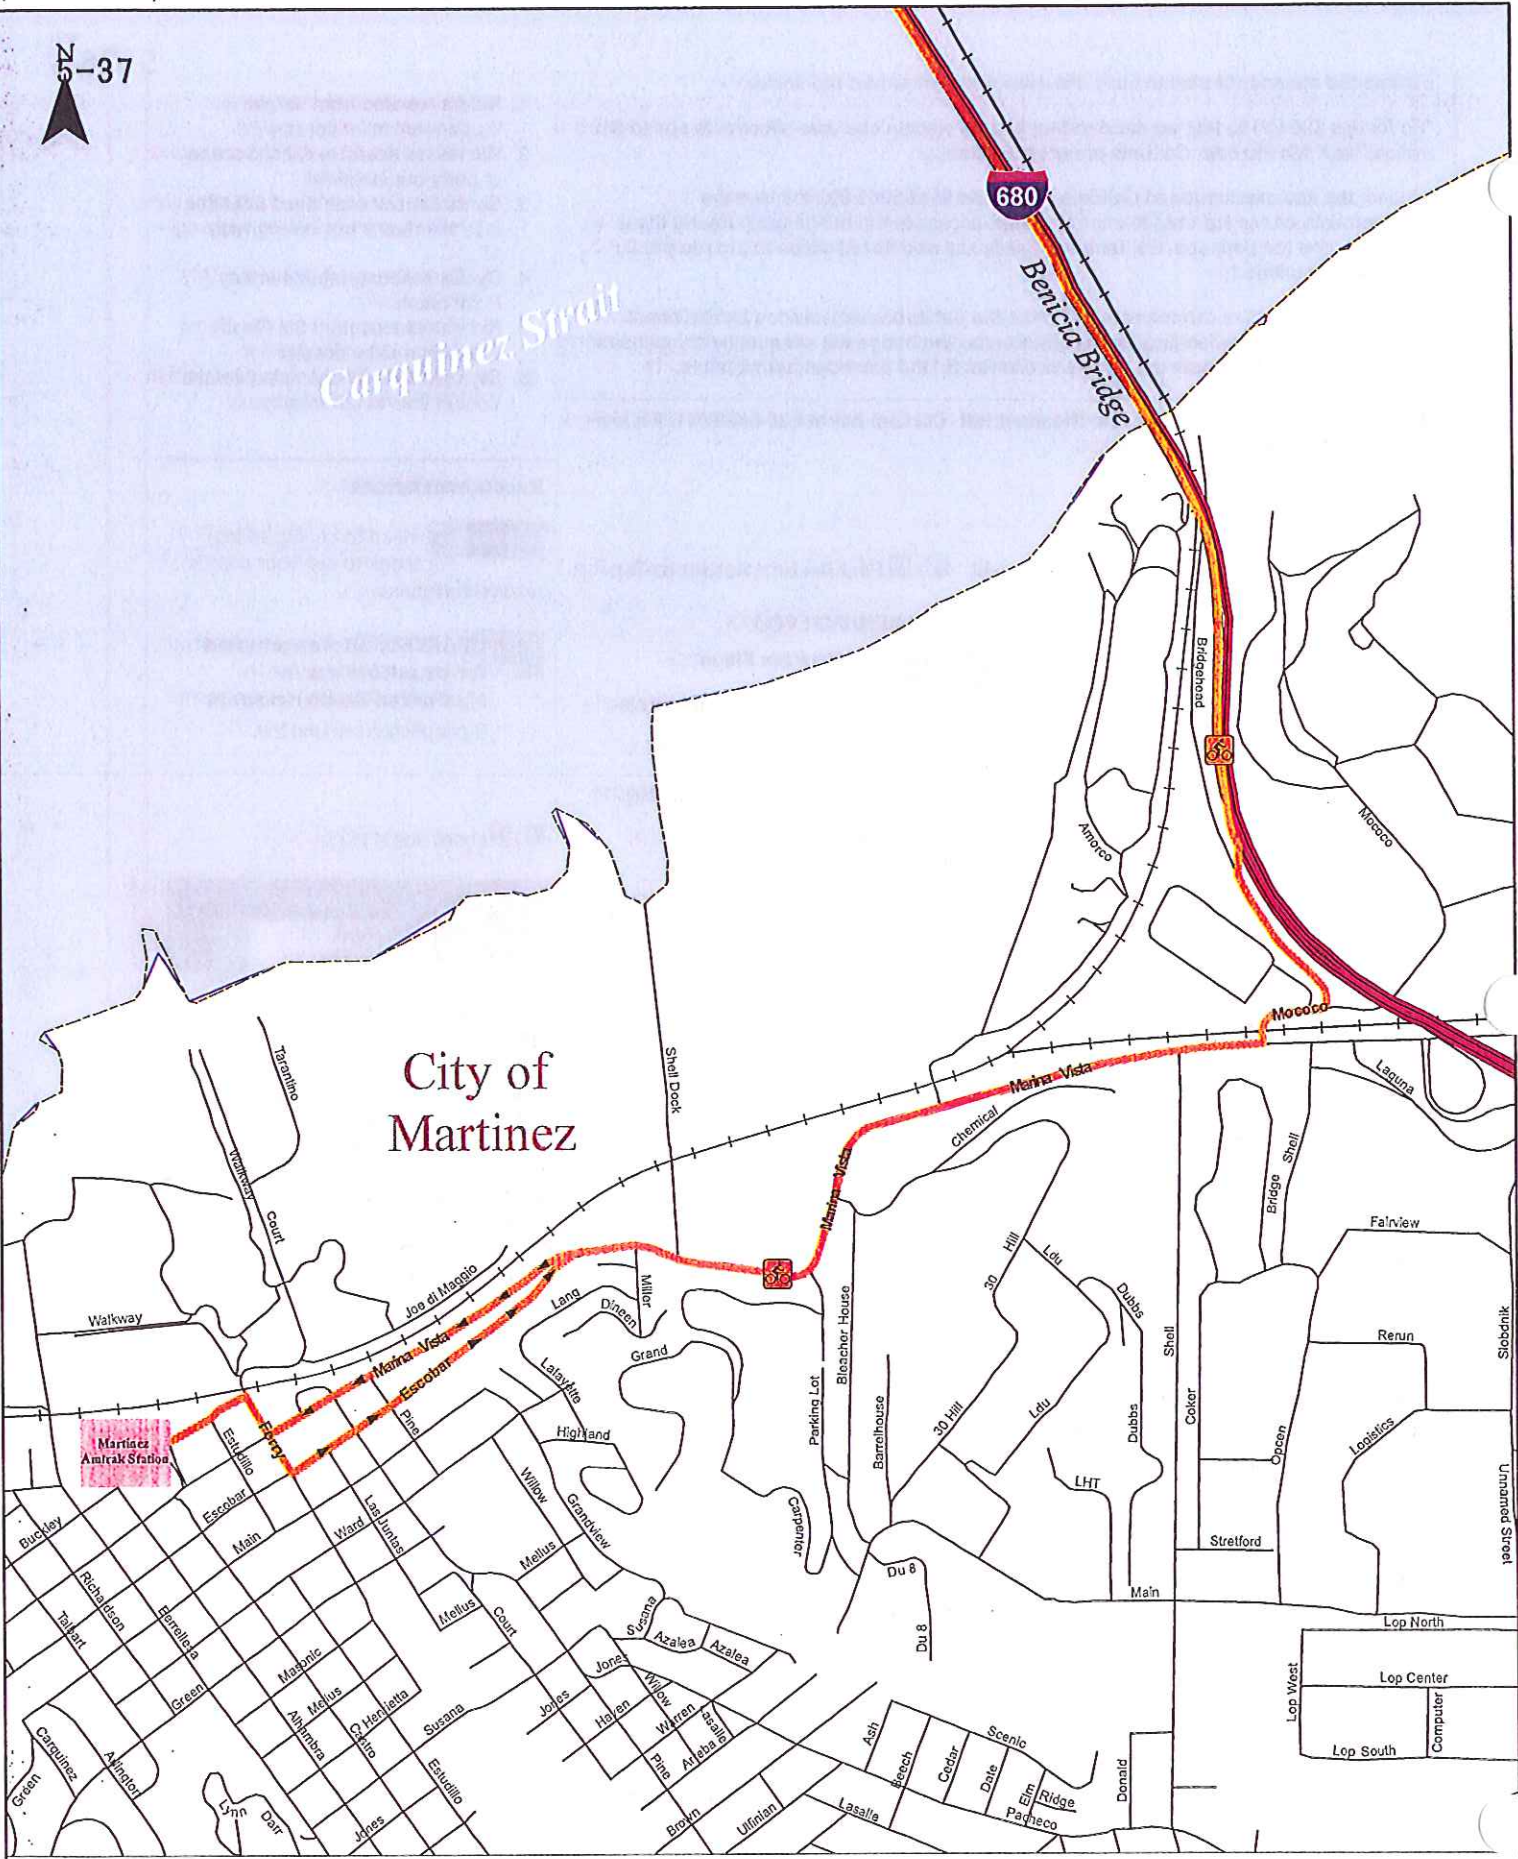 N
5-37
680
Benicia Bridge
Carquinez Strait
Bridgehead
Mococo
Amorco
Mococo
City of
Martinez
Tarantino
Shell Dock
Marina Vista
Laguna
Chemical
Walkway
Court
Marina Vista
Bridge
Shell
Fairview
Hill
30
Ldu
Dubbs
Joe di Maggio
Miller
Lang
Dineen
Walkway
Marina Vista
Escobar
Grand
Bleacher House
Shell
Rerun
Slobdnik
Lafayette
Parking Lot
Barrelhouse
30 Hill
Ldu
Dubbs
Coker
Opcen
Logistics
Pine
Ferry
Highland
Martinez
Amtrak Station
Estudillo
LHT
Escobar
Willow
Grandview
Carpenter
Unnamed Street
Buckley
Main
Ward
Las Juntas
Mellus
Stretford
Du 8
Main
Richardson
Talbart
Berrellesa
Mellus
Court
Susana
Azalea
Azalea
Du 8
Lop North
Masonic
Jones
Lop West
Lop Center
Green
Mellus
Henrietta
Susana
Jones
Haven
Willow
Warren
Lasalle
Computer
Alhambra
Castro
Arreba
Pine
Ash
Scenic
Lop South
Carquinez
Arlington
Estudillo
Beech
Cedar
Date
Elm
Ridge
Donald
Green
Lynn
Darr
Jones
Brown
Ulfinian
Lasalle
Pacheco